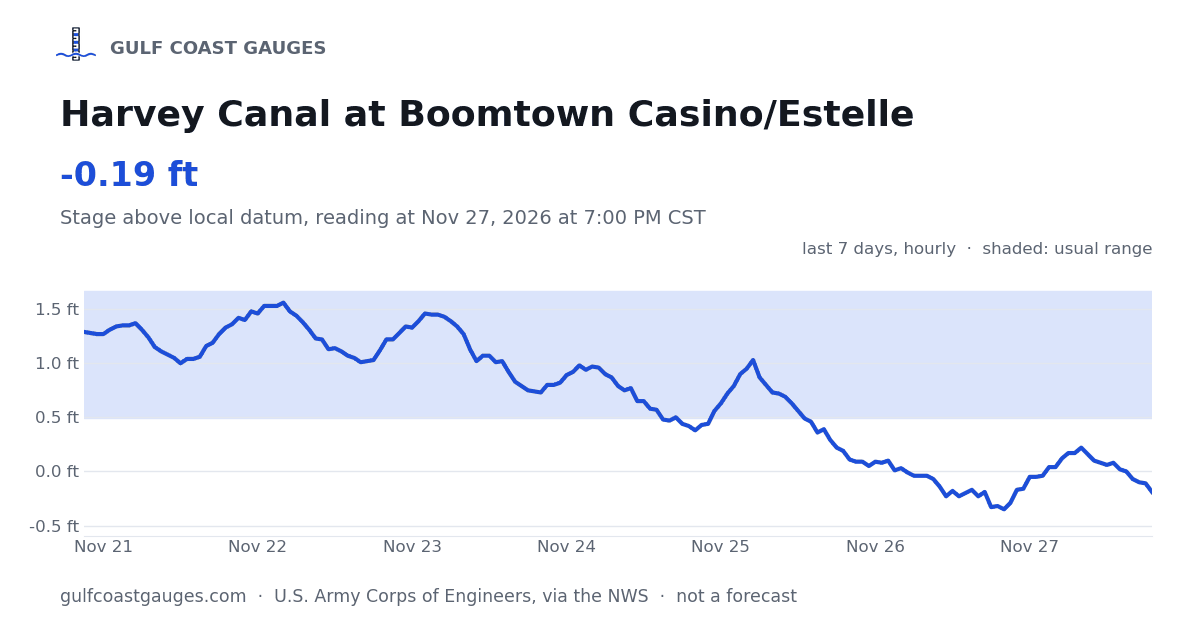 GULF COAST GAUGES
Harvey Canal at Boomtown Casino/Estelle
-0.19 ft
Stage above local datum, reading at Nov 27, 2026 at 7:00 PM CST
last 7 days, hourly · shaded: usual range
1.5 ft
1.0 ft
0.5 ft
0.0 ft
-0.5 ft
Nov 21 Nov 22 Nov 23 Nov 24 Nov 25 Nov 26 Nov 27
gulfcoastgauges.com · U.S. Army Corps of Engineers, via the NWS · not a forecast